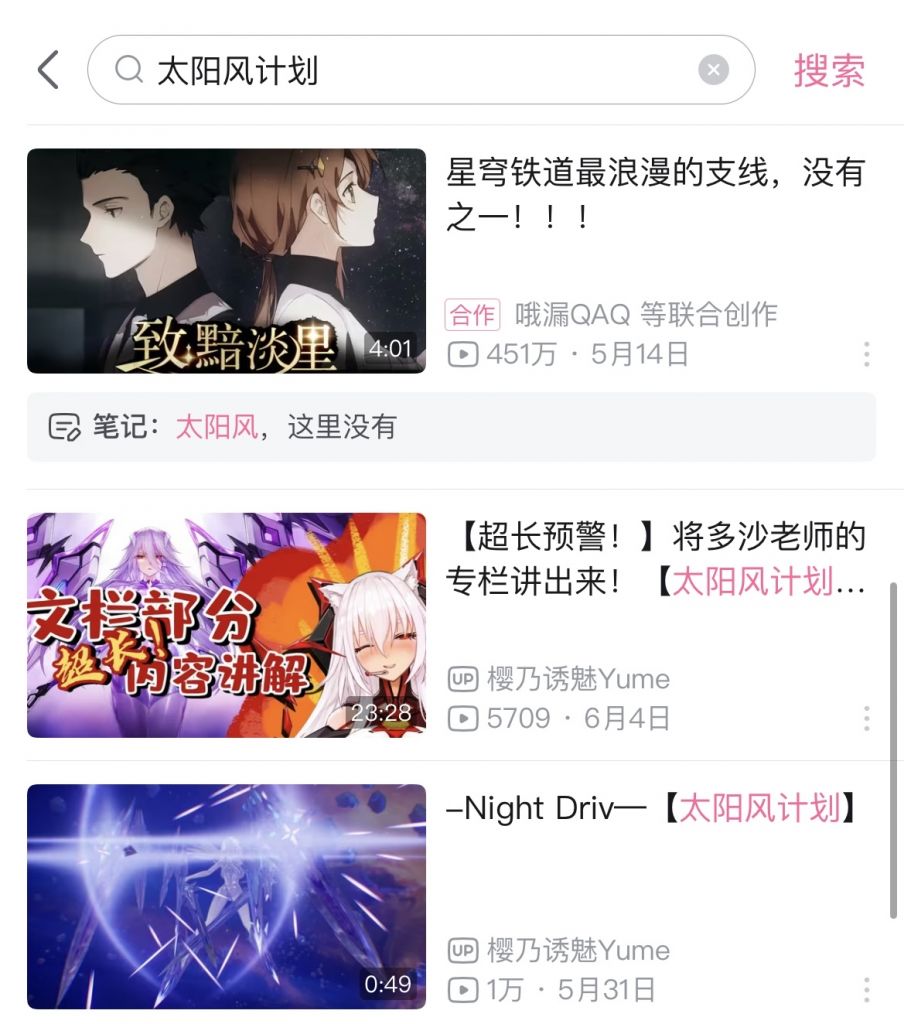 太阳风计划
搜索
致黯淡星
4:01
星穹铁道最浪漫的支线，没有
之一！！！
合作 哦漏QAQ 等联合创作
451万 · 5月14日
笔记：太阳风，这里没有
文栏部分
超长！
内容讲解
23:28
【超长预警！】将多沙老师的
专栏讲出来！【太阳风计划...
UP 樱乃诱魅Yume
5709 · 6月4日
0:49
–Night Driv—【太阳风计划】
UP 樱乃诱魅Yume
1万 · 5月31日